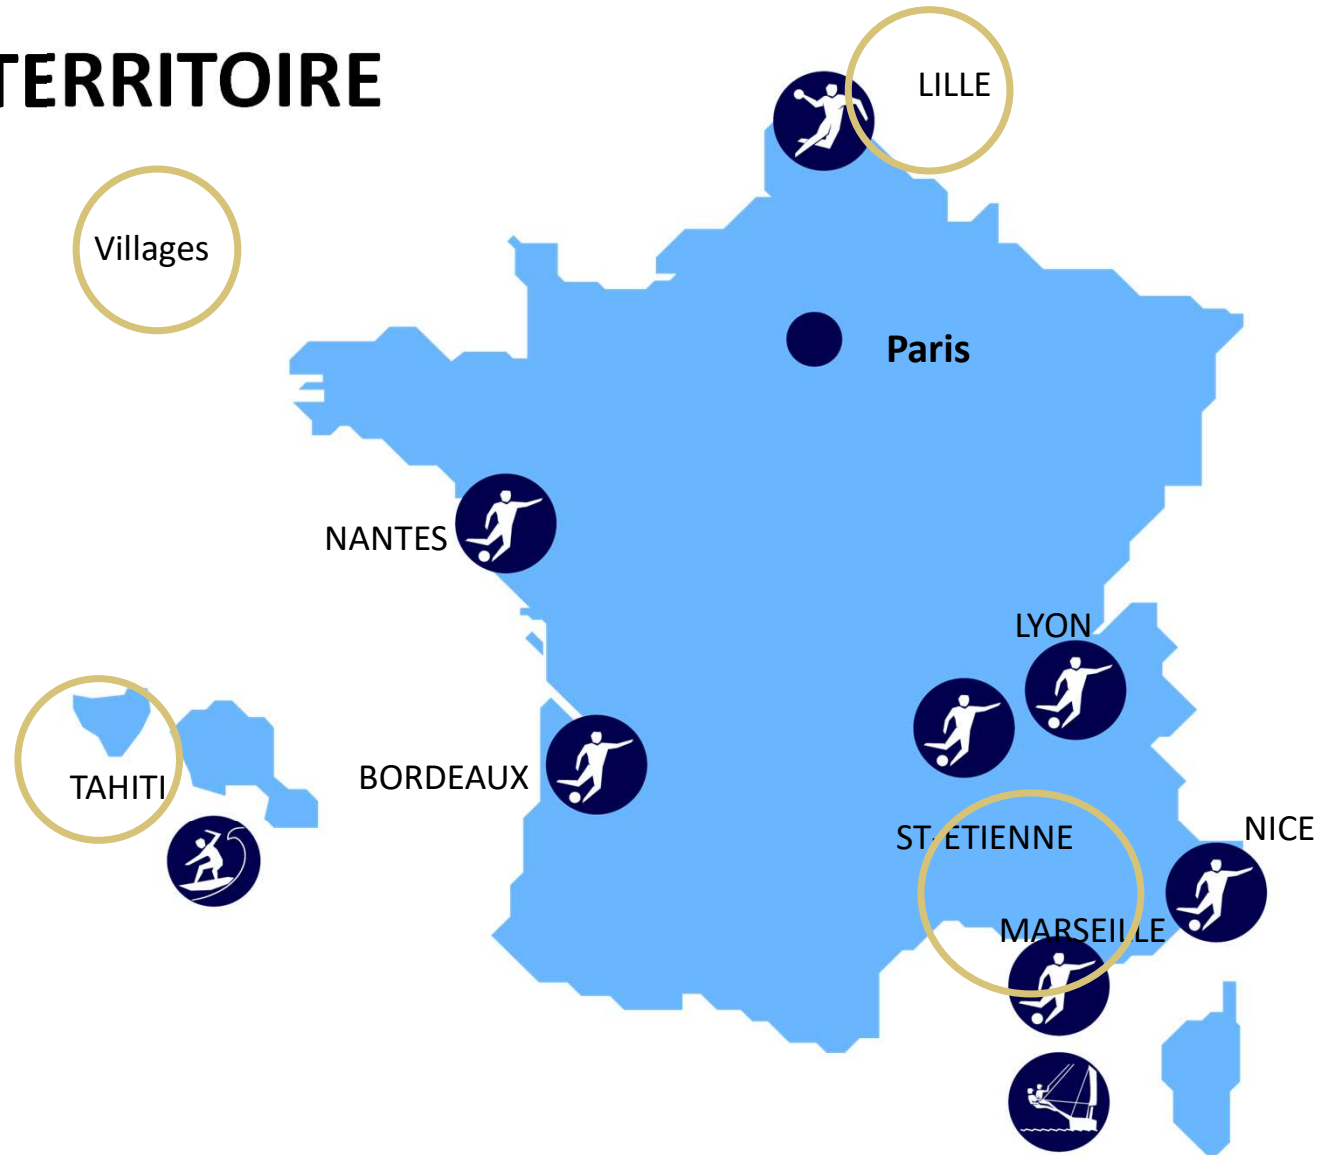 TERRITOIRE
LILLE
Villages
Paris
NANTES
LYON
TAHITI
BORDEAUX
ST-ETIENNE
NICE
MARSEILLE